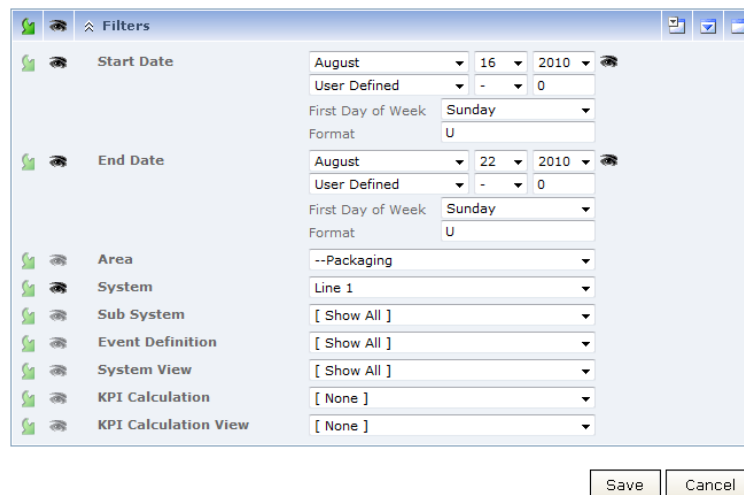 Filters
Start Date August 16 2010
User Defined - 0
First Day of Week Sunday
Format U
End Date August 22 2010
User Defined - 0
First Day of Week Sunday
Format U
Area --Packaging
System Line 1
Sub System [ Show All ]
Event Definition [ Show All ]
System View [ Show All ]
KPI Calculation [ None ]
KPI Calculation View [ None ]
Save Cancel